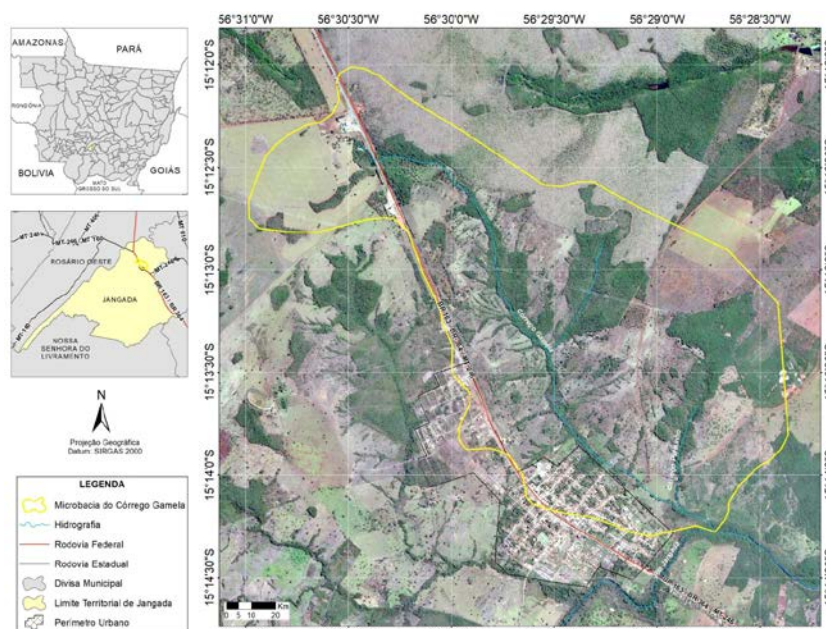 AMAZONAS
PARÁ
RONDÔNIA
BOLIVIA
GOIÁS
MATO
GROSSO DO SUL
ROSÁRIO OESTE
JANGADA
NOSSA
SENHORA DO
LIVRAMENTO
N
Projeção Geográfica
Datum: SIRGAS 2000
LEGENDA
Microbacia do Córrego Gamela
Hidrografia
Rodovia Federal
Rodovia Estadual
Divisa Municipal
Limite Territorial de Jangada
Perímetro Urbano
56°31'0"W 56°30'30"W 56°30'0"W 56°29'30"W 56°29'0"W 56°28'30"W
15°12'0"S
15°12'30"S
15°13'0"S
15°13'30"S
15°14'0"S
15°14'30"S
0 5 10 20 Km